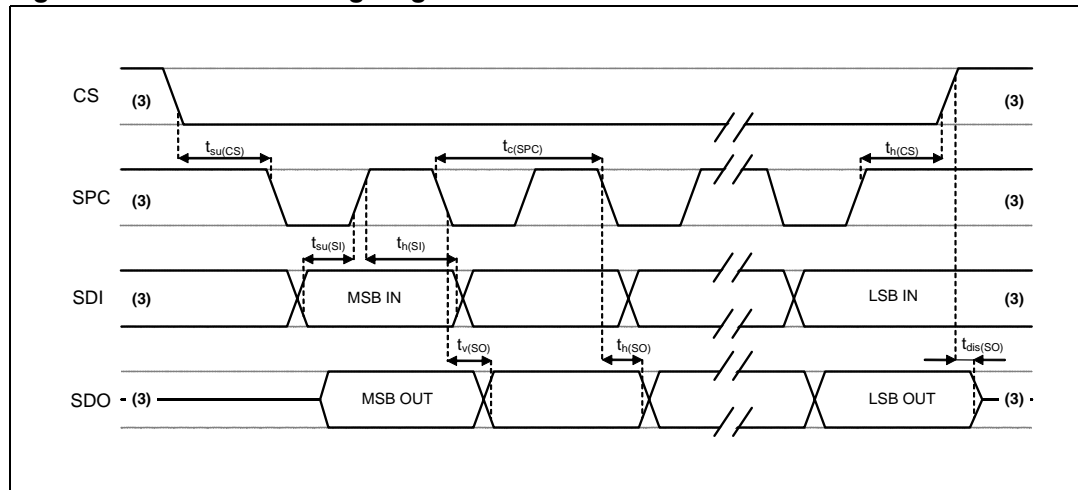 CS (3) (3)
t_su(CS) t_c(SPC) t_h(CS)
SPC (3) (3)
t_su(SI) t_h(SI)
SDI (3) MSB IN LSB IN (3)
t_v(SO) t_h(SO) t_dis(SO)
SDO (3) MSB OUT LSB OUT (3)